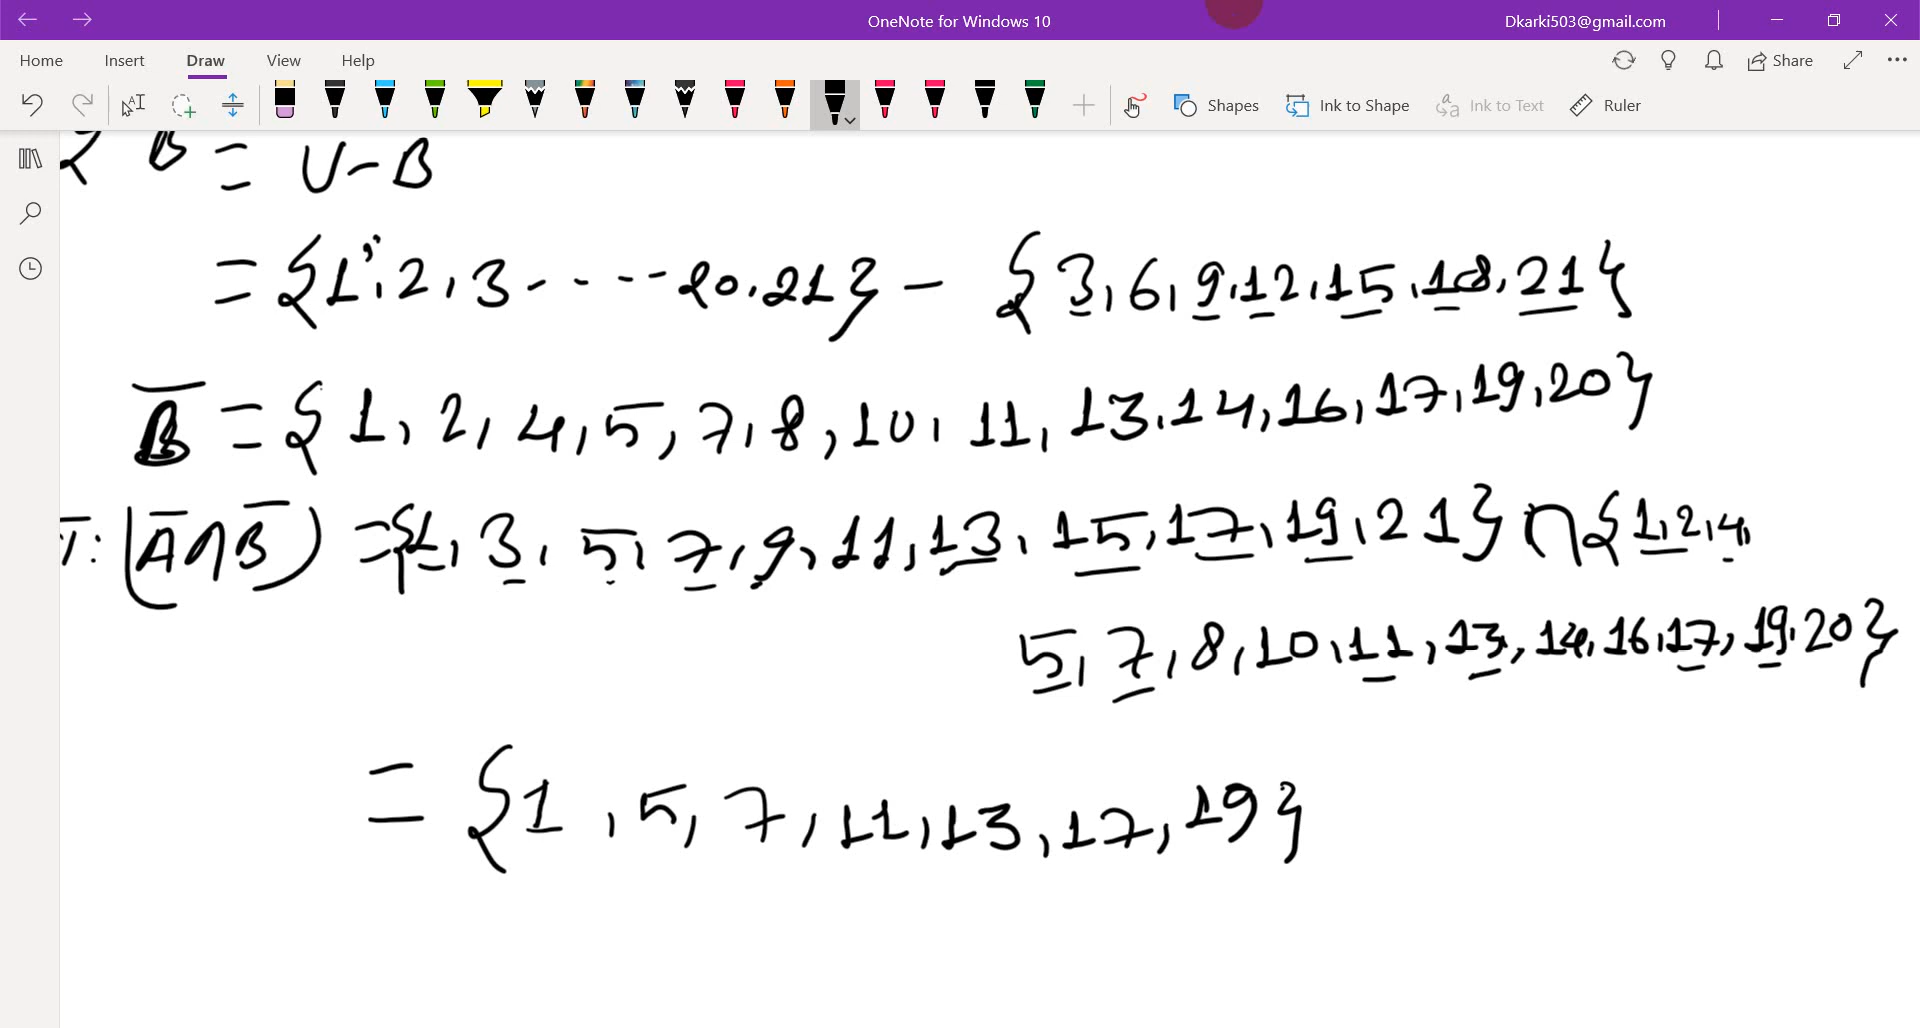 OneNote for Windows 10
Dkarki503@gmail.com
Home Insert Draw View Help
Share
Shapes Ink to Shape Ink to Text Ruler
B = U - B
= {1, 2, 3 - - - - - 20, 21} - {3, 6, 9, 12, 15, 18, 21}
B̅ = {1, 2, 4, 5, 7, 8, 10, 11, 13, 14, 16, 17, 19, 20}
(A̅∩B̅) = {1, 3, 5, 7, 9, 11, 13, 15, 17, 19, 21} ∩ {1, 2, 4,
5, 7, 8, 10, 11, 13, 14, 16, 17, 19, 20}
= {1, 5, 7, 11, 13, 17, 19}